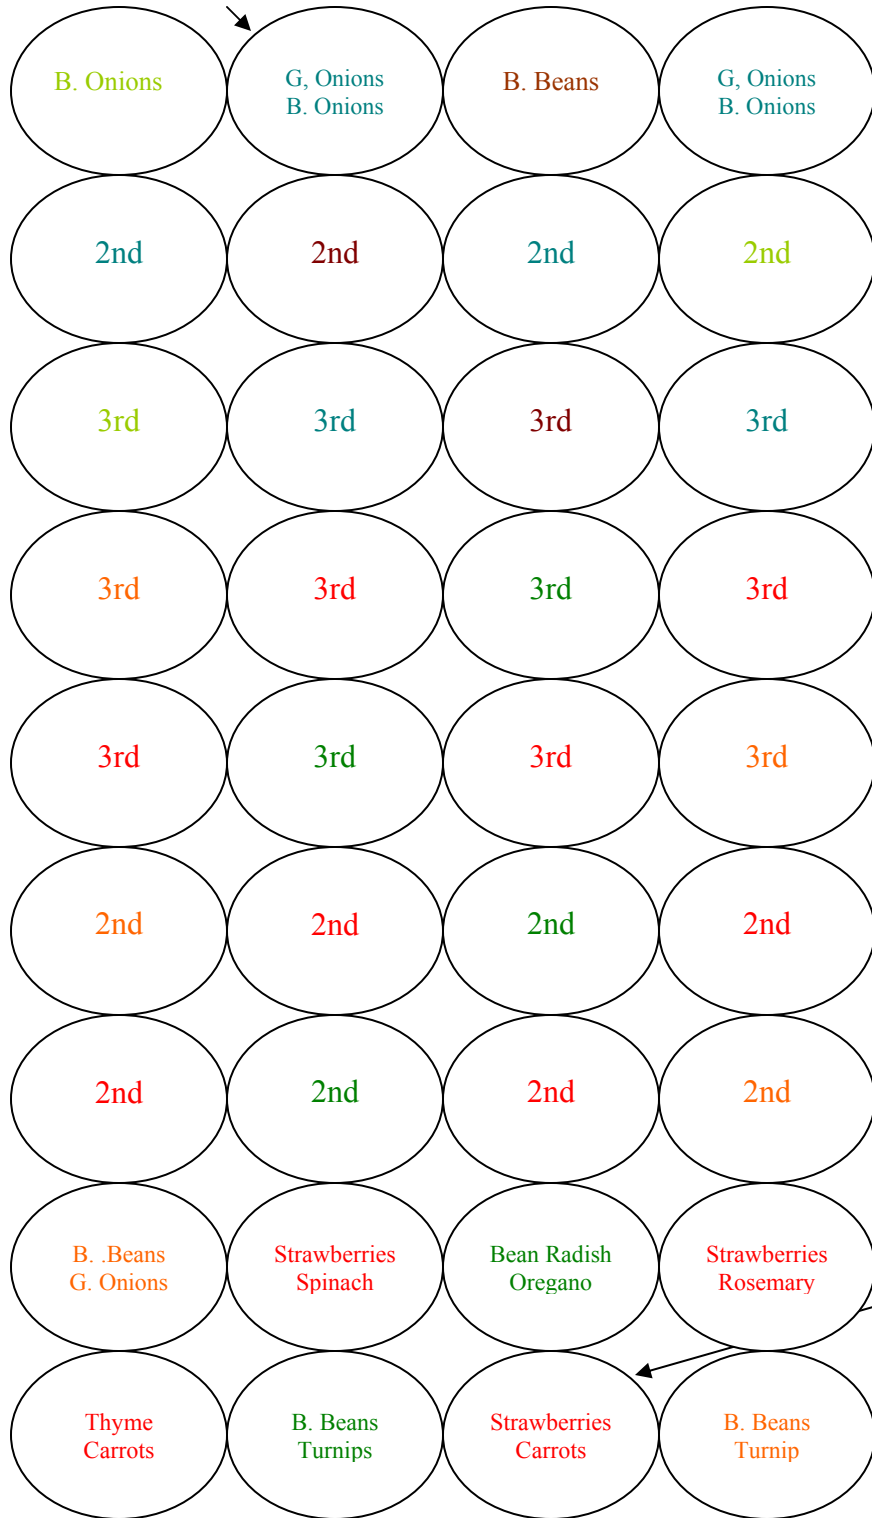 B. Onions
G, Onions
B. Onions
B. Beans
G, Onions
B. Onions
2nd
2nd
2nd
2nd
3rd
3rd
3rd
3rd
3rd
3rd
3rd
3rd
3rd
3rd
3rd
3rd
2nd
2nd
2nd
2nd
2nd
2nd
2nd
2nd
B. .Beans
G. Onions
Strawberries
Spinach
Bean Radish
Oregano
Strawberries
Rosemary
Thyme
Carrots
B. Beans
Turnips
Strawberries
Carrots
B. Beans
Turnip